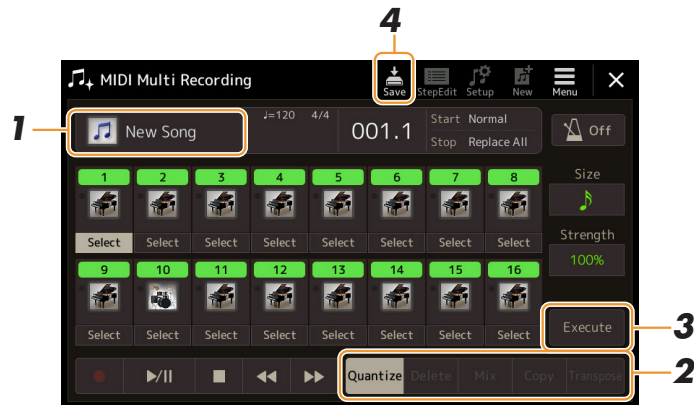 4
MIDI Multi Recording
Save StepEdit Setup New Menu
1
New Song
♩=120 4/4
001.1
Start Normal
Stop Replace All
Off
1 2 3 4 5 6 7 8
Select Select Select Select Select Select Select Select
Size
Strength
100%
9 10 11 12 13 14 15 16
Select Select Select Select Select Select Select Select
Execute
3
Quantize Delete Mix Copy Transpose
2